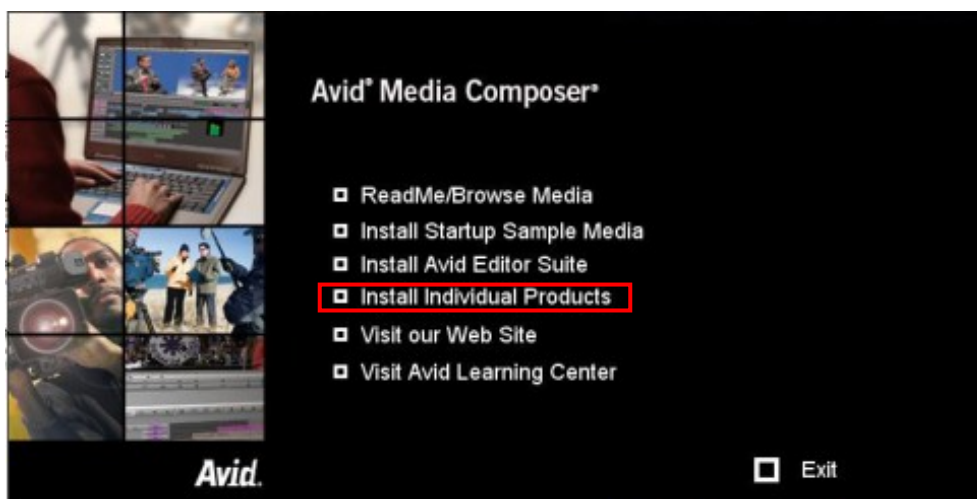 Avid® Media Composer®
ReadMe/Browse Media
Install Startup Sample Media
Install Avid Editor Suite
Install Individual Products
Visit our Web Site
Visit Avid Learning Center
Avid.
Exit